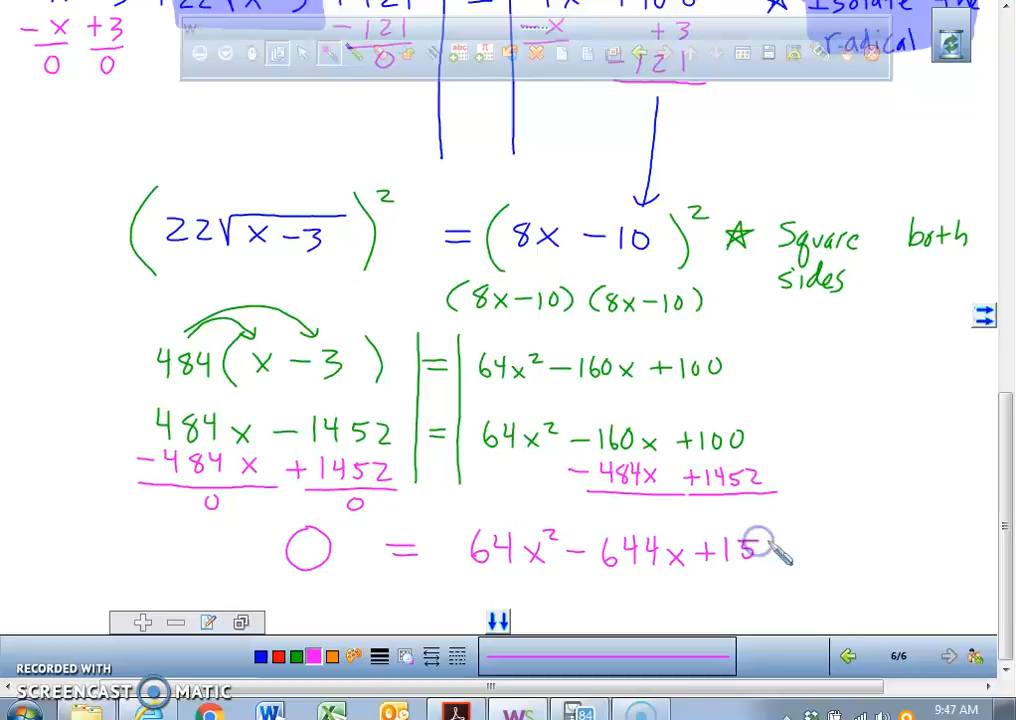 ★ Isolate the
- x + 3 - 121 x + 3 radical
0 0 0 - 121
(22√x - 3)² = (8x - 10)² ★ Square both
sides
(8x - 10) (8x - 10)
484(x - 3) = 64x² - 160x + 100
484x - 1452 = 64x² - 160x + 100
- 484x + 1452 - 484x + 1452
0 0
0 = 64x² - 644x + 15
6/6
RECORDED WITH
SCREENCAST MATIC
84
9:47 AM